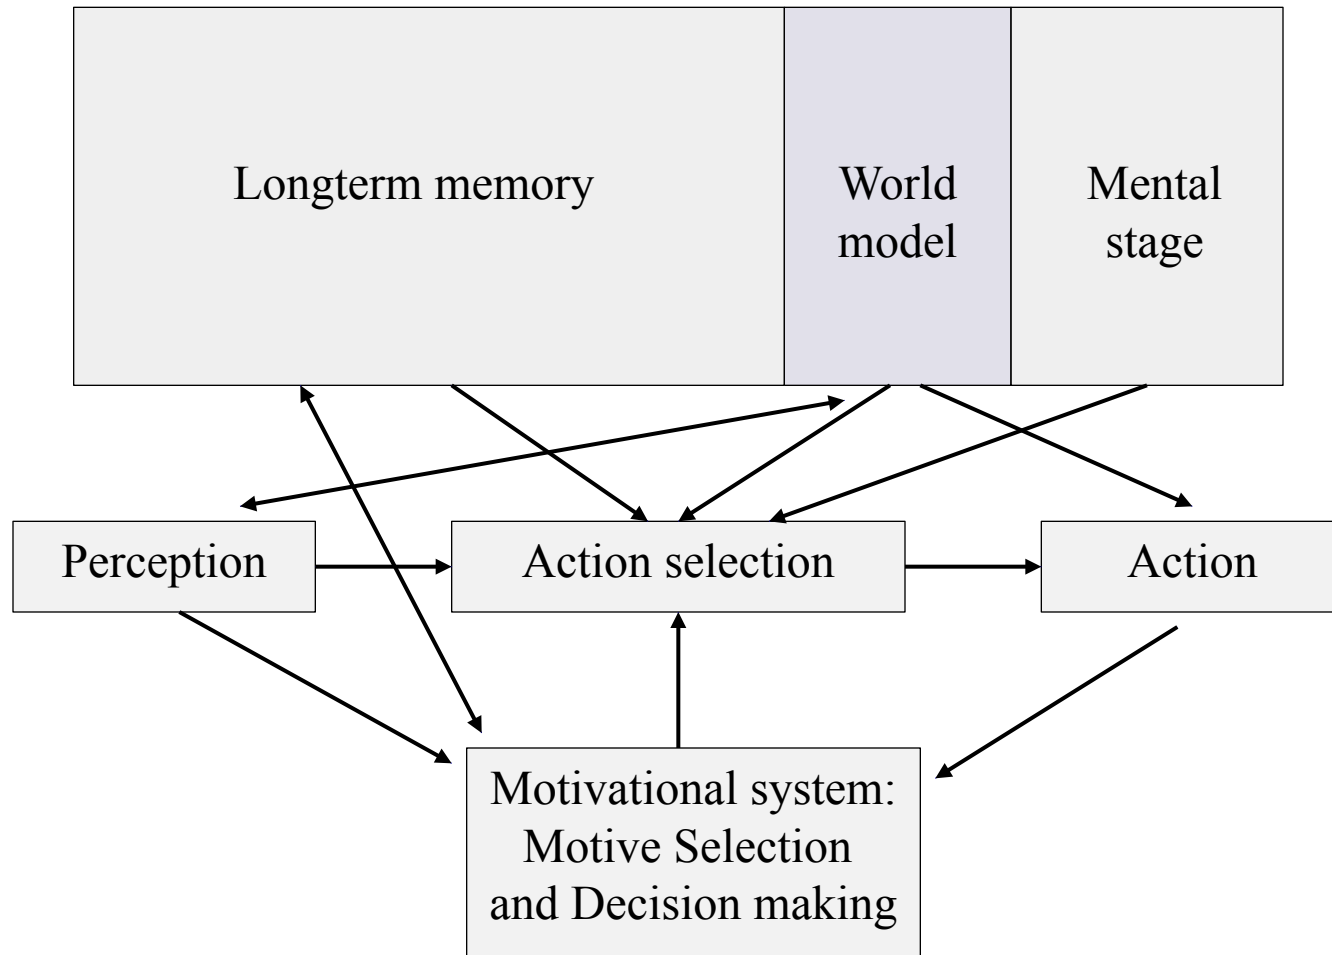 Longterm memory
World
model
Mental
stage
Perception
Action selection
Action
Motivational system:
Motive Selection
and Decision making